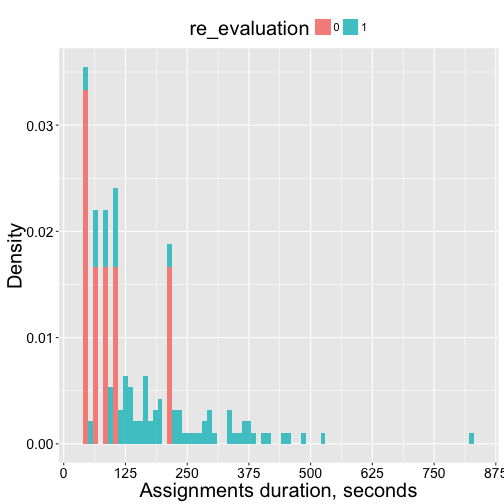 re_evaluation 0 1
Density
0.03
0.02
0.01
0.00
0 125 250 375 500 625 750 875
Assignments duration, seconds